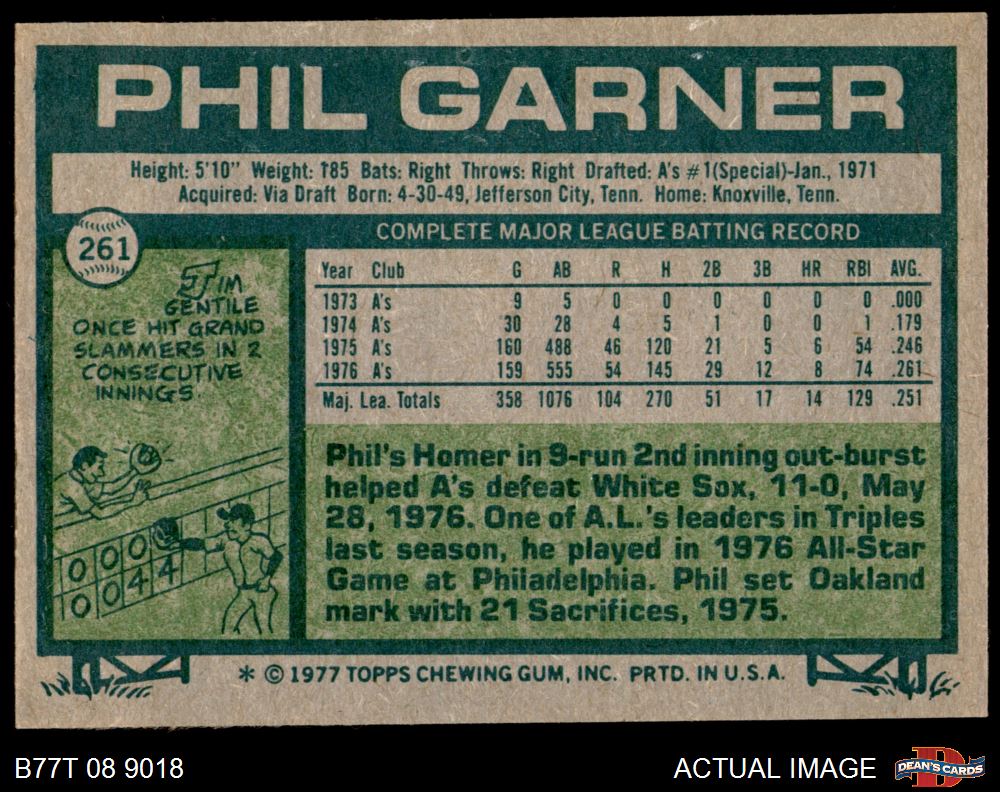 PHIL GARNER
Height: 5'10" Weight: 185 Bats: Right Throws: Right Drafted: A's #1(Special)-Jan., 1971
Acquired: Via Draft Born: 4-30-49, Jefferson City, Tenn. Home: Knoxville, Tenn.
261
JIM
GENTILE
ONCE HIT GRAND
SLAMMERS IN 2
CONSECUTIVE
INNINGS.
0 0 0
0 0 4 4
COMPLETE MAJOR LEAGUE BATTING RECORD
Year Club G AB R H 2B 3B HR RBI AVG.
1973 A's 9 5 0 0 0 0 0 0 .000
1974 A's 30 28 4 5 1 0 0 1 .179
1975 A's 160 488 46 120 21 5 6 54 .246
1976 A's 159 555 54 145 29 12 8 74 .261
Maj. Lea. Totals 358 1076 104 270 51 17 14 129 .251
Phil's Homer in 9-run 2nd inning out-burst
helped A's defeat White Sox, 11-0, May
28, 1976. One of A.L.'s leaders in Triples
last season, he played in 1976 All-Star
Game at Philadelphia. Phil set Oakland
mark with 21 Sacrifices, 1975.
* © 1977 TOPPS CHEWING GUM, INC. PRTD. IN U.S.A.
B77T 08 9018
ACTUAL IMAGE
DEAN'S CARDS